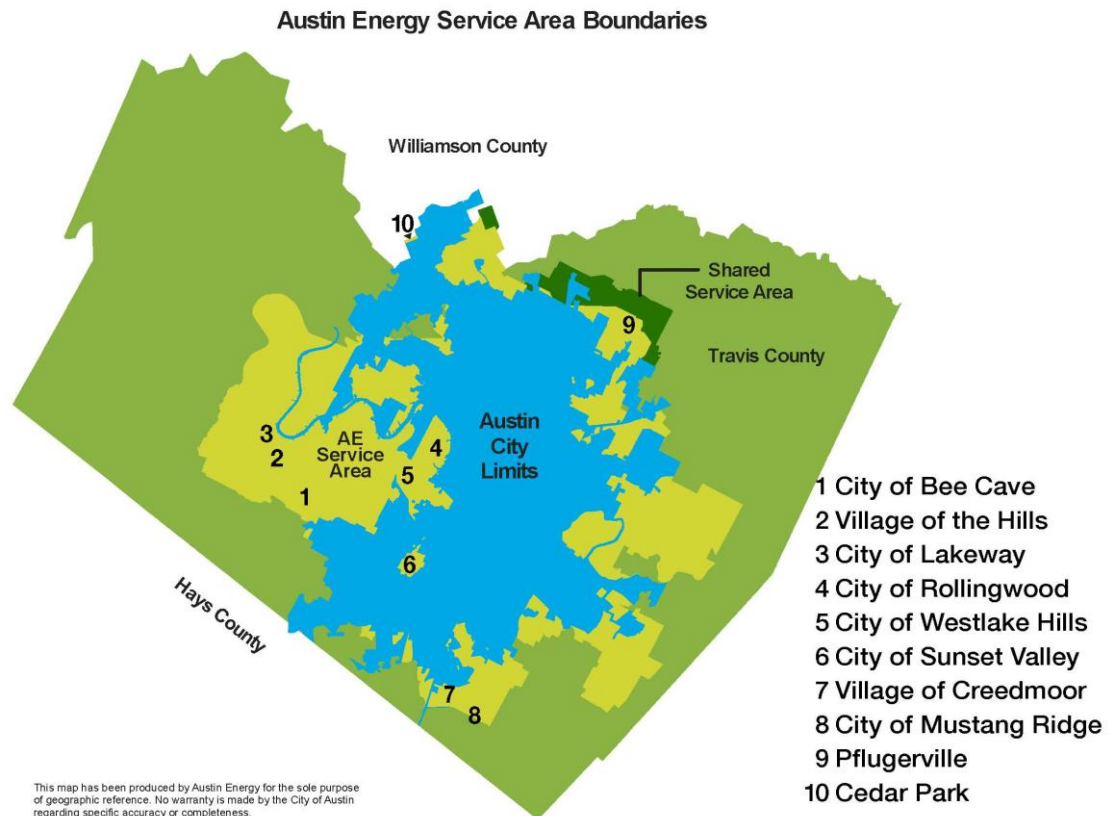 Austin Energy Service Area Boundaries
Williamson County
10
Shared
Service Area
9
Travis County
3
2
1
AE
Service
Area
4
5
Austin
City
Limits
6
Hays County
7
8
1 City of Bee Cave
2 Village of the Hills
3 City of Lakeway
4 City of Rollingwood
5 City of Westlake Hills
6 City of Sunset Valley
7 Village of Creedmoor
8 City of Mustang Ridge
9 Pflugerville
10 Cedar Park
This map has been produced by Austin Energy for the sole purpose
of geographic reference. No warranty is made by the City of Austin
regarding specific accuracy or completeness.